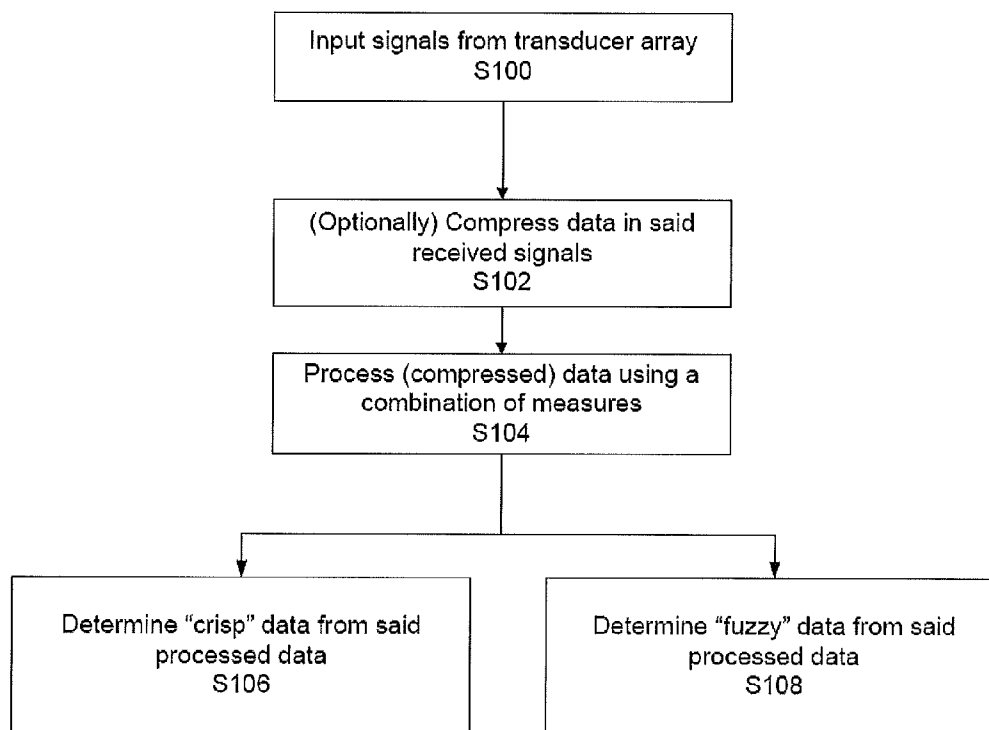 Input signals from transducer array
S100
(Optionally) Compress data in said
received signals
S102
Process (compressed) data using a
combination of measures
S104
Determine “crisp” data from said
processed data
S106
Determine “fuzzy” data from said
processed data
S108